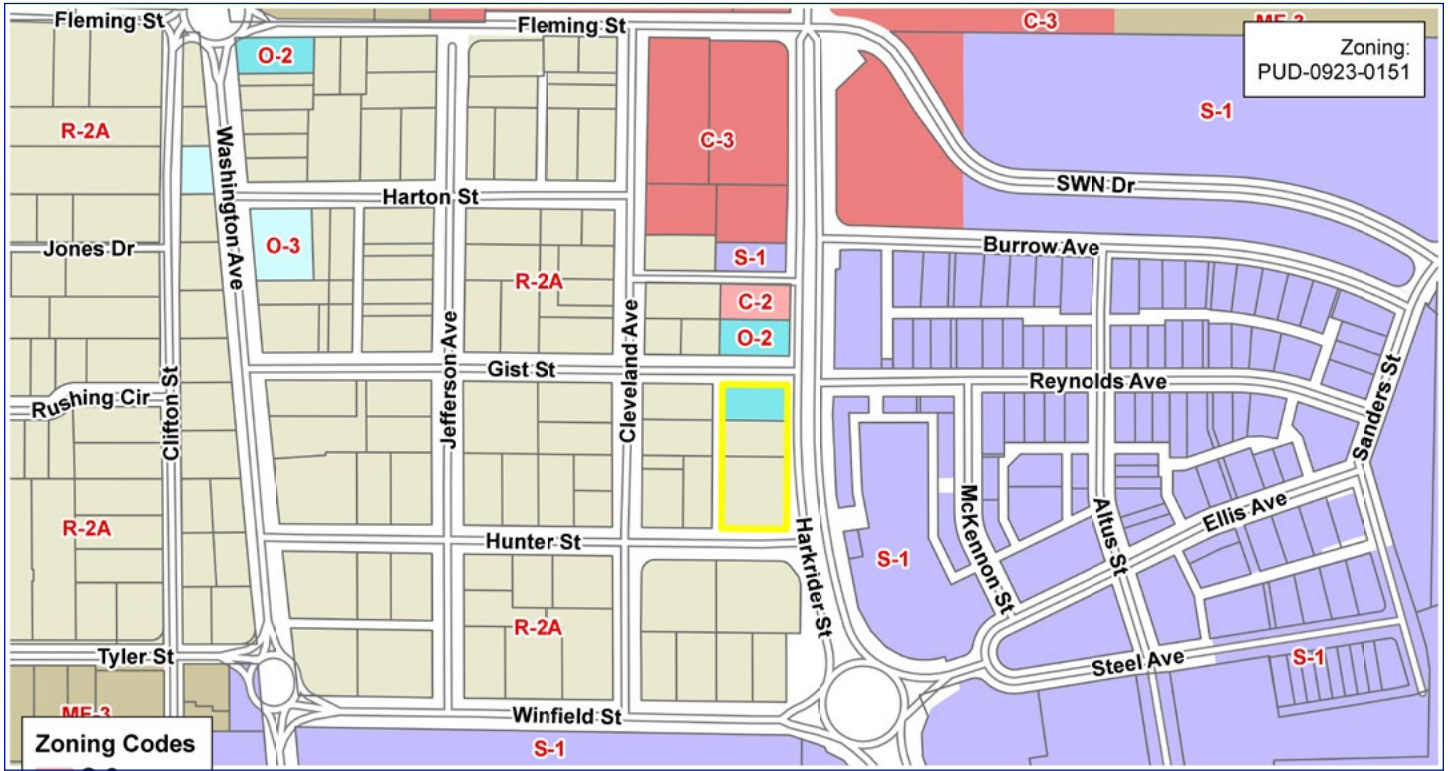 Fleming St
Fleming St
C-3
MF-3
Zoning:
PUD-0923-0151
O-2
S-1
R-2A
C-3
Washington Ave
SWN Dr
Harton St
Jones Dr
O-3
Burrow Ave
S-1
R-2A
C-2
O-2
Jefferson Ave
Cleveland Ave
Gist St
Reynolds Ave
Rushing Cir
Clifton St
Sanders St
R-2A
McKennon St
Altus St
Ellis Ave
Hunter St
Harkrider St
S-1
R-2A
Tyler St
Steel Ave
S-1
MF-3
Winfield St
Zoning Codes
S-1